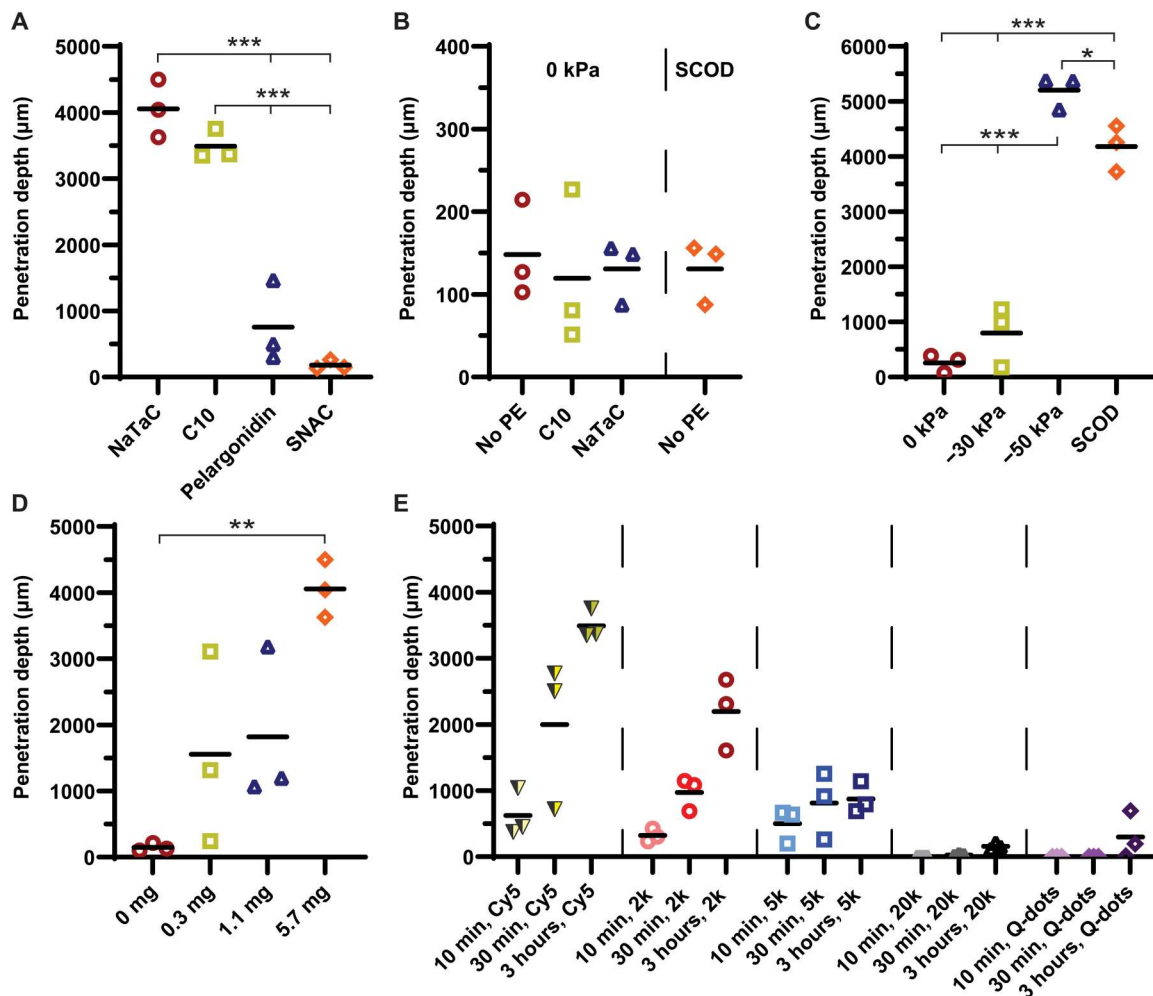 A
B
C
5000
4000
3000
2000
1000
0
Penetration depth (μm)
***
***
NaTaC
C10
Pelargonidin
SNAC
400
300
200
100
0
Penetration depth (μm)
0 kPa
SCOD
No PE
C10
NaTaC
No PE
6000
5000
4000
3000
2000
1000
0
Penetration depth (μm)
***
*
***
0 kPa
−30 kPa
−50 kPa
SCOD
D
E
5000
4000
3000
2000
1000
0
Penetration depth (μm)
**
0 mg
0.3 mg
1.1 mg
5.7 mg
5000
4000
3000
2000
1000
0
Penetration depth (μm)
10 min, Cy5
30 min, Cy5
3 hours, Cy5
10 min, 2k
30 min, 2k
3 hours, 2k
10 min, 5k
30 min, 5k
3 hours, 5k
10 min, 20k
30 min, 20k
3 hours, 20k
10 min, Q-dots
30 min, Q-dots
3 hours, Q-dots